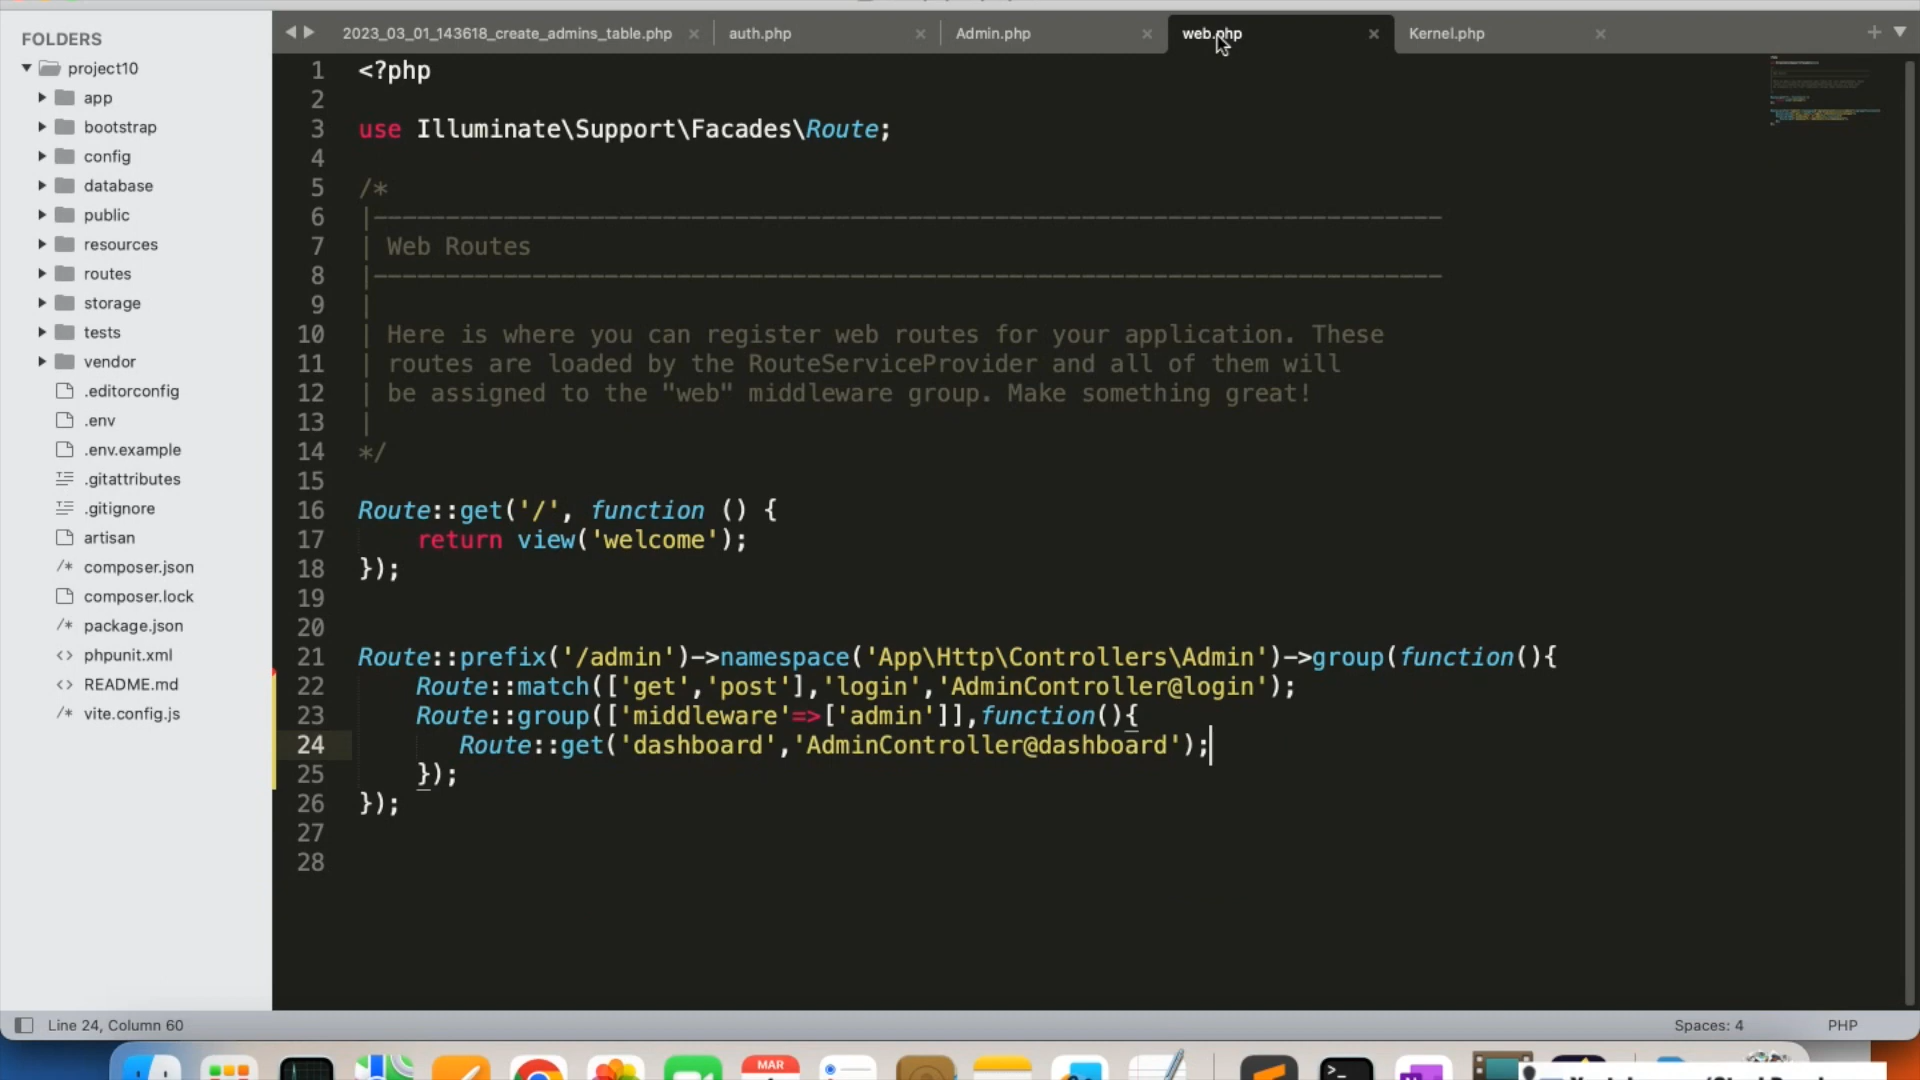 FOLDERS
project10
app
bootstrap
config
database
public
resources
routes
storage
tests
vendor
.editorconfig
.env
.env.example
.gitattributes
.gitignore
artisan
composer.json
composer.lock
package.json
phpunit.xml
README.md
vite.config.js
2023_03_01_143618_create_admins_table.php
auth.php
Admin.php
web.php
Kernel.php
1 <?php
2
3 use Illuminate\Support\Facades\Route;
4
5 /*
6 |--------------------------------------------------------------------------
7 | Web Routes
8 |--------------------------------------------------------------------------
9 |
10 | Here is where you can register web routes for your application. These
11 | routes are loaded by the RouteServiceProvider and all of them will
12 | be assigned to the "web" middleware group. Make something great!
13 |
14 */
15
16 Route::get('/', function () {
17 return view('welcome');
18 });
19
20
21 Route::prefix('/admin')->namespace('App\Http\Controllers\Admin')->group(function(){
22 Route::match(['get','post'],'login','AdminController@login');
23 Route::group(['middleware'=>['admin']],function(){
24 Route::get('dashboard','AdminController@dashboard');
25 });
26 });
27
28
Line 24, Column 60
Spaces: 4
PHP
MAR